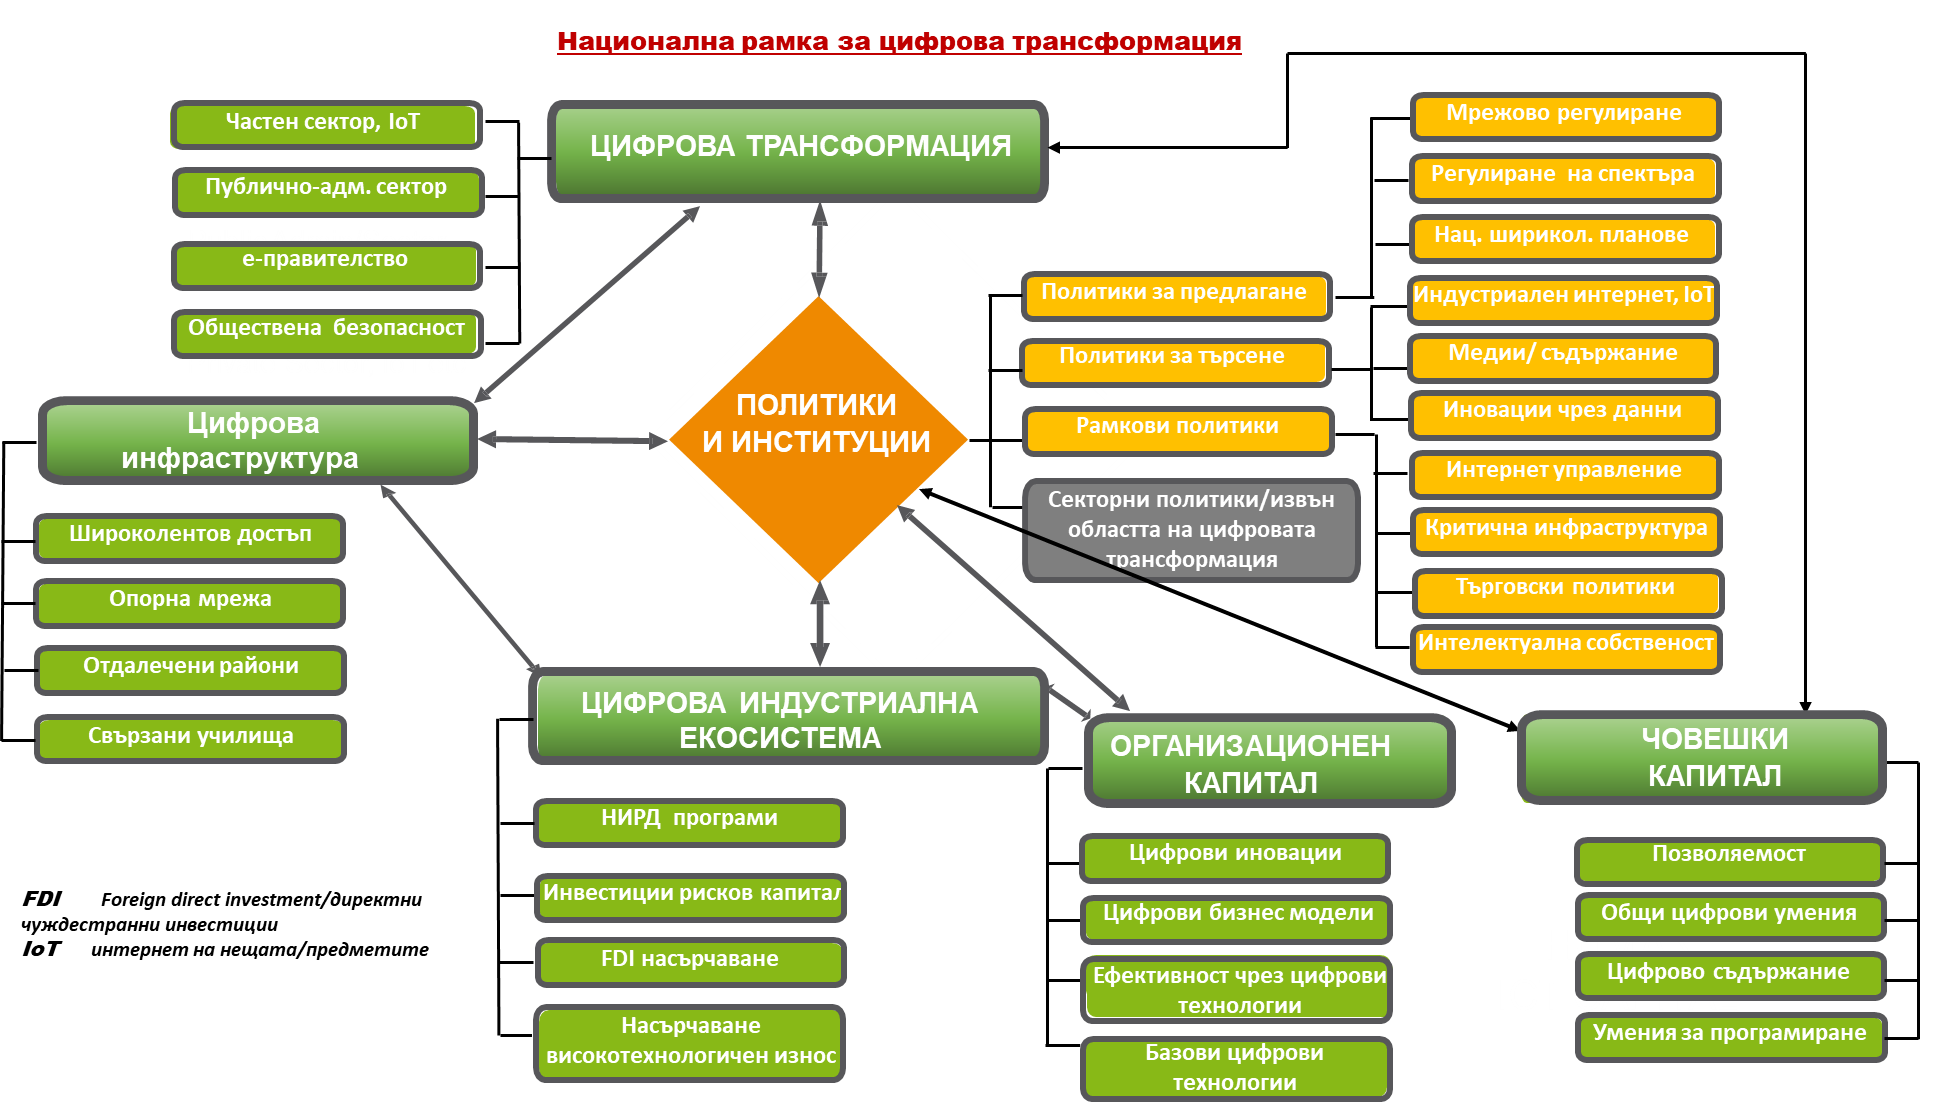 Национална рамка за цифрова трансформация
Частен сектор, IoT
Публично-адм. сектор
е-правителство
Обществена безопасност
ЦИФРОВА ТРАНСФОРМАЦИЯ
Мрежово регулиране
Регулиране на спектъра
Нац. ширикол. планове
Индустриален интернет, IoT
Медии/ съдържание
Иновации чрез данни
Политики за предлагане
Политики за търсене
Рамкови политики
Секторни политики/извън
областта на цифровата
трансформация
Интернет управление
Критична инфраструктура
Търговски политики
Интелектуална собственост
ПОЛИТИКИ
И ИНСТИТУЦИИ
Цифрова
инфраструктура
Широколентов достъп
Опорна мрежа
Отдалечени райони
Свързани училища
ЦИФРОВА ИНДУСТРИАЛНА
ЕКОСИСТЕМА
НИРД програми
Инвестиции рисков капитал
FDI насърчаване
Насърчаване
високотехнологичен износ
ОРГАНИЗАЦИОНЕН
КАПИТАЛ
Цифрови иновации
Цифрови бизнес модели
Ефективност чрез цифрови
технологии
Базови цифрови
технологии
ЧОВЕШКИ
КАПИТАЛ
Позволяемост
Общи цифрови умения
Цифрово съдържание
Умения за програмиране
FDI Foreign direct investment/директни
чуждестранни инвестиции
IoT интернет на нещата/предметите